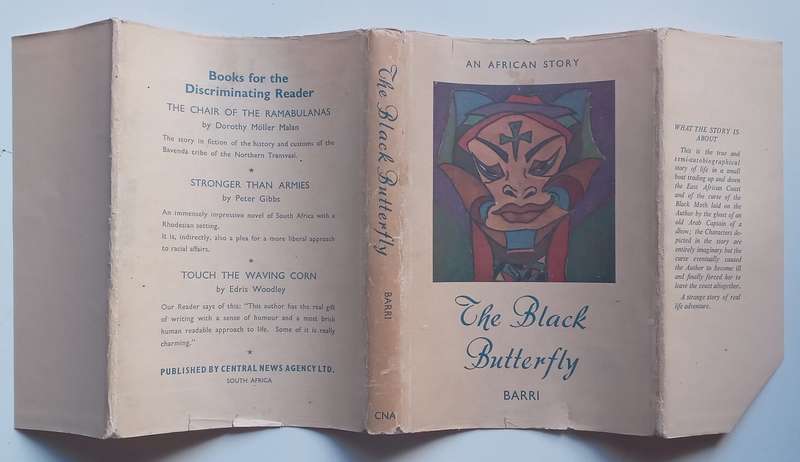 Books for the
Discriminating Reader
THE CHAIR OF THE RAMABULANAS
by Dorothy Möller Malan
The story in fiction of the history and customs of the
Bavenda tribe of the Northern Transvaal.
★
STRONGER THAN ARMIES
by Peter Gibbs
An immensely impressive novel of South Africa with a
Rhodesian setting.
It is, indirectly, also a plea for a more liberal approach
to racial affairs.
★
TOUCH THE WAVING CORN
by Edris Woodley
Our Reader says of this: "This author has the real gift
of writing with a sense of humour and a most brisk
human readable approach to life. Some of it is really
charming."
★
PUBLISHED BY CENTRAL NEWS AGENCY LTD.
SOUTH AFRICA
The Black Butterfly
BARRI
CNA
AN AFRICAN STORY
The Black
Butterfly
BARRI
WHAT THE STORY IS
ABOUT
This is the true and
semi-autobiographical
story of life in a small
boat trading up and down
the East African Coast
and of the curse of the
Black Moth laid on the
Author by the ghost of an
old Arab Captain of a
dhow; the Characters de-
picted in the story are
entirely imaginary but the
curse eventually caused
the Author to become ill
and finally forced her to
leave the coast altogether.
A strange story of real
life adventure.